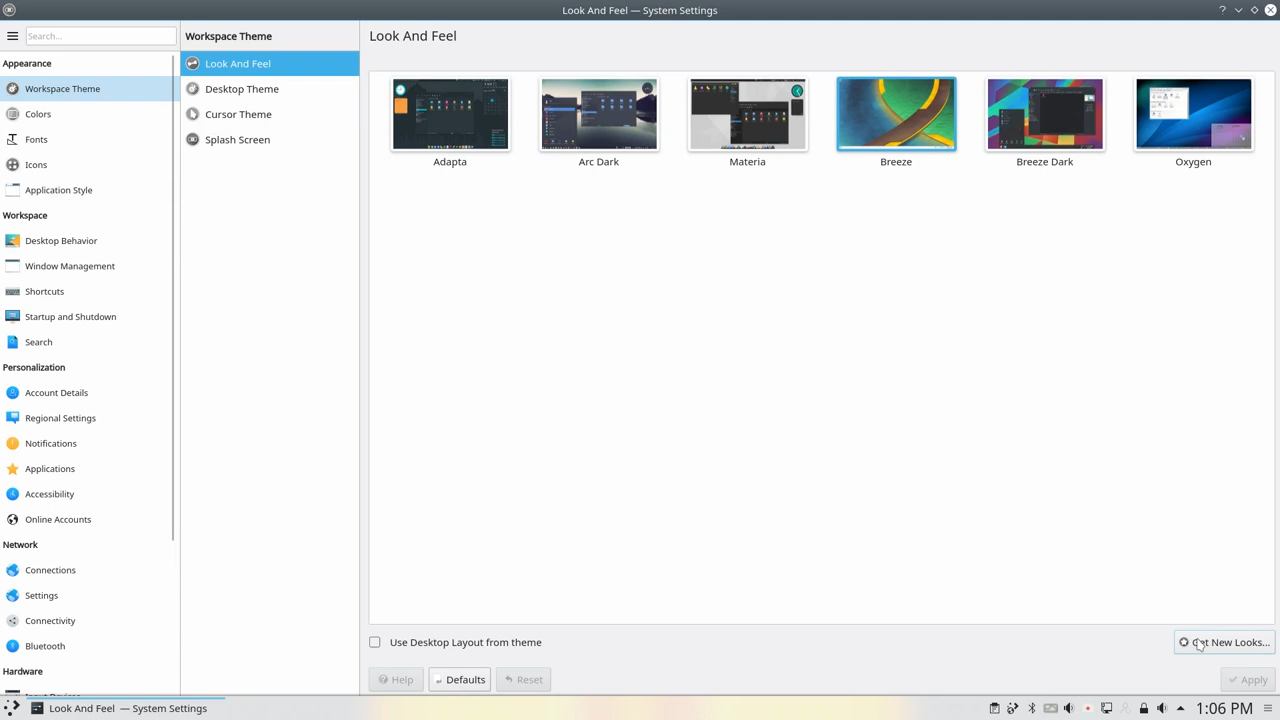 Look And Feel — System Settings
Search...
Appearance
Workspace Theme
Colors
Fonts
Icons
Application Style
Workspace
Desktop Behavior
Window Management
Shortcuts
Startup and Shutdown
Search
Personalization
Account Details
Regional Settings
Notifications
Applications
Accessibility
Online Accounts
Network
Connections
Settings
Connectivity
Bluetooth
Hardware
Workspace Theme
Look And Feel
Desktop Theme
Cursor Theme
Splash Screen
Look And Feel
Adapta
Arc Dark
Materia
Breeze
Breeze Dark
Oxygen
Use Desktop Layout from theme
Get New Looks...
Help
Defaults
Reset
Apply
Look And Feel — System Settings
1:06 PM